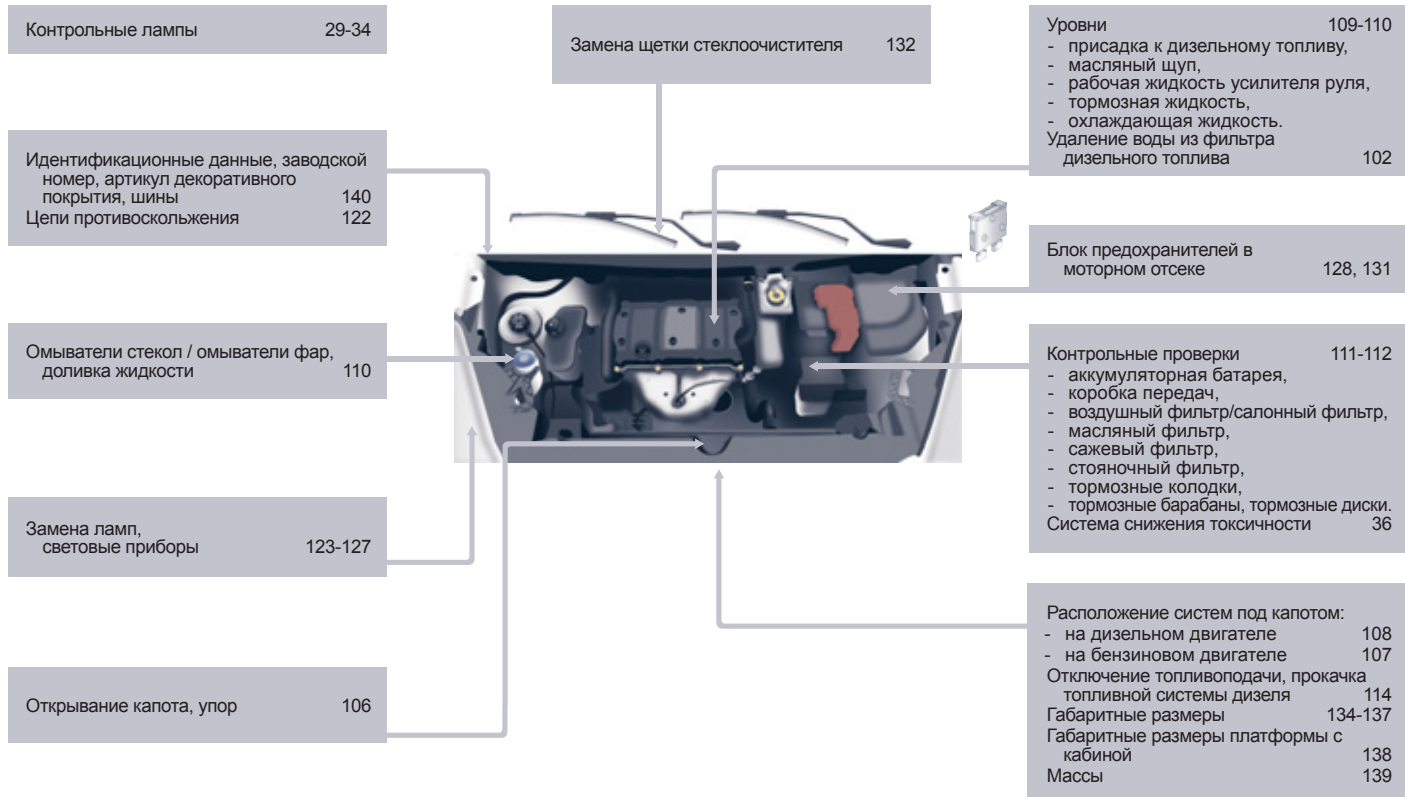 Контрольные лампы 29-34
Идентификационные данные, заводской
номер, артикул декоративного
покрытия, шины 140
Цепи противоскольжения 122
Омыватели стекол / омыватели фар,
доливка жидкости 110
Замена ламп,
световые приборы 123-127
Открывание капота, упор 106
Замена щетки стеклоочистителя 132
Уровни 109-110
- присадка к дизельному топливу,
- масляный щуп,
- рабочая жидкость усилителя руля,
- тормозная жидкость,
- охлаждающая жидкость.
Удаление воды из фильтра
дизельного топлива 102
Блок предохранителей в
моторном отсеке 128, 131
Контрольные проверки 111-112
- аккумуляторная батарея,
- коробка передач,
- воздушный фильтр/салонный фильтр,
- масляный фильтр,
- сажевый фильтр,
- стояночный фильтр,
- тормозные колодки,
- тормозные барабаны, тормозные диски.
Система снижения токсичности 36
Расположение систем под капотом:
- на дизельном двигателе 108
- на бензиновом двигателе 107
Отключение топливоподачи, прокачка
топливной системы дизеля 114
Габаритные размеры 134-137
Габаритные размеры платформы с
кабиной 138
Массы 139